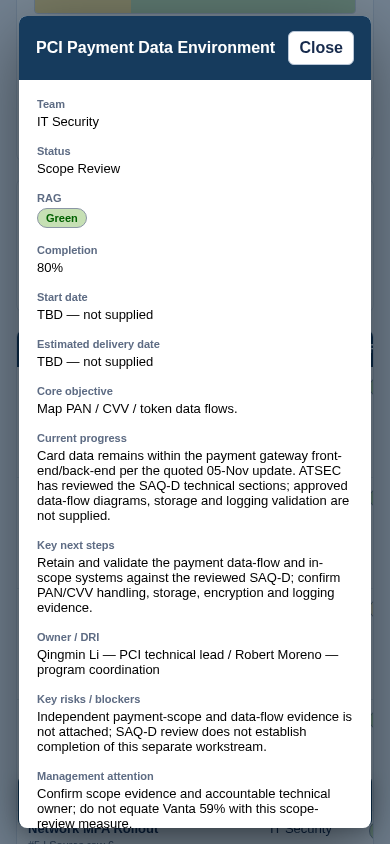 PCI Payment Data Environment
Close
Team
IT Security
Status
Scope Review
RAG
Green
Completion
80%
Start date
TBD — not supplied
Estimated delivery date
TBD — not supplied
Core objective
Map PAN / CVV / token data flows.
Current progress
Card data remains within the payment gateway front-
end/back-end per the quoted 05-Nov update. ATSEC
has reviewed the SAQ-D technical sections; approved
data-flow diagrams, storage and logging validation are
not supplied.
Key next steps
Retain and validate the payment data-flow and in-
scope systems against the reviewed SAQ-D; confirm
PAN/CVV handling, storage, encryption and logging
evidence.
Owner / DRI
Qingmin Li — PCI technical lead / Robert Moreno —
program coordination
Key risks / blockers
Independent payment-scope and data-flow evidence is
not attached; SAQ-D review does not establish
completion of this separate workstream.
Management attention
Confirm scope evidence and accountable technical
owner; do not equate Vanta 59% with this scope-
review measure.
Network MFA Rollout
IT Security